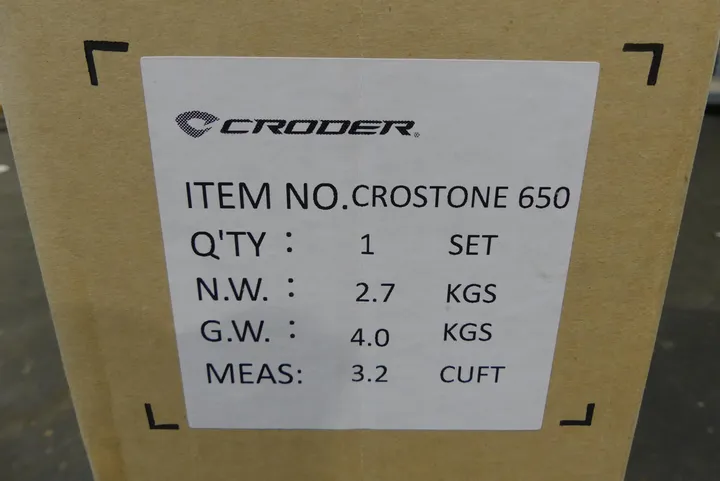 CRODER®
ITEM NO. CROSTONE 650
Q'TY : 1 SET
N.W. : 2.7 KGS
G.W. : 4.0 KGS
MEAS: 3.2 CUFT